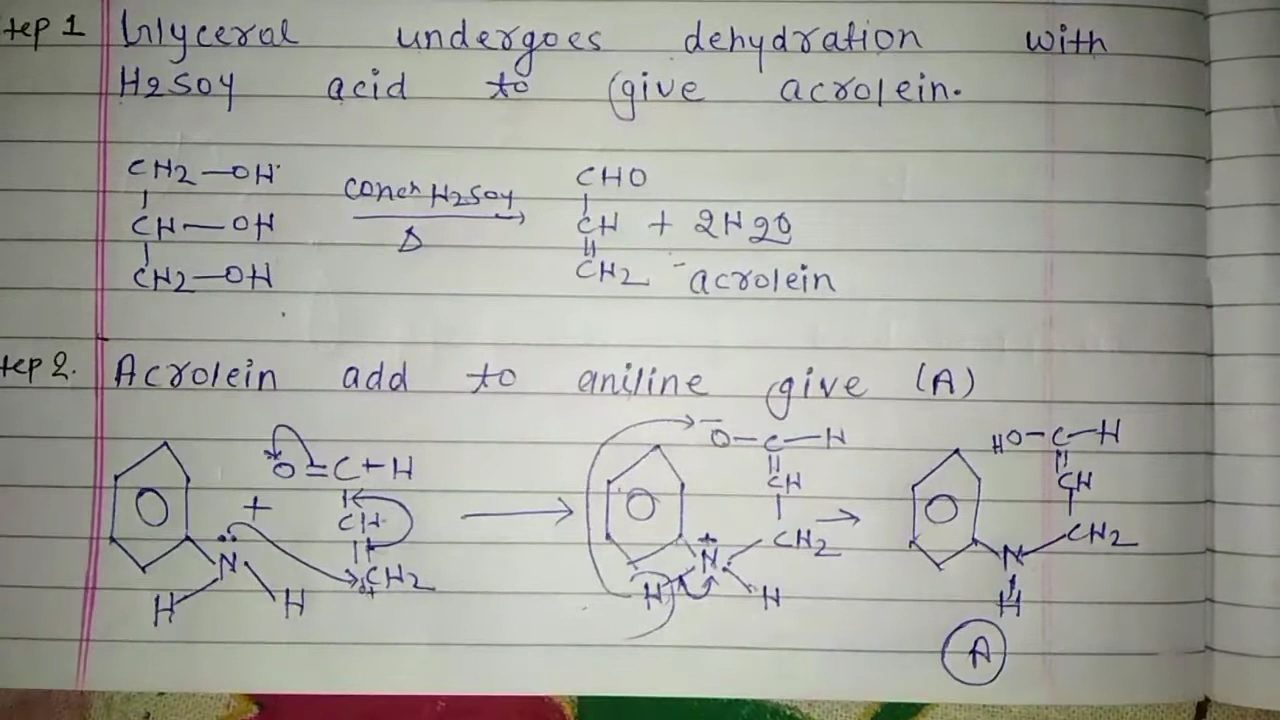 tep 1 Glyceral undergoes dehydration with
H2SO4 acid to give acrolein.
CH2-OH
CH-OH
CH2-OH
concn H2SO4
Δ
CHO
CH + 2H2O
CH2 - acrolein
tep 2. Acrolein add to aniline give (A)
O=C-H
CH
CH2
δ+
+
N
H H
-O-C-H
CH
CH2
+
N
H H
HO-C-H
CH
CH2
N
H
A